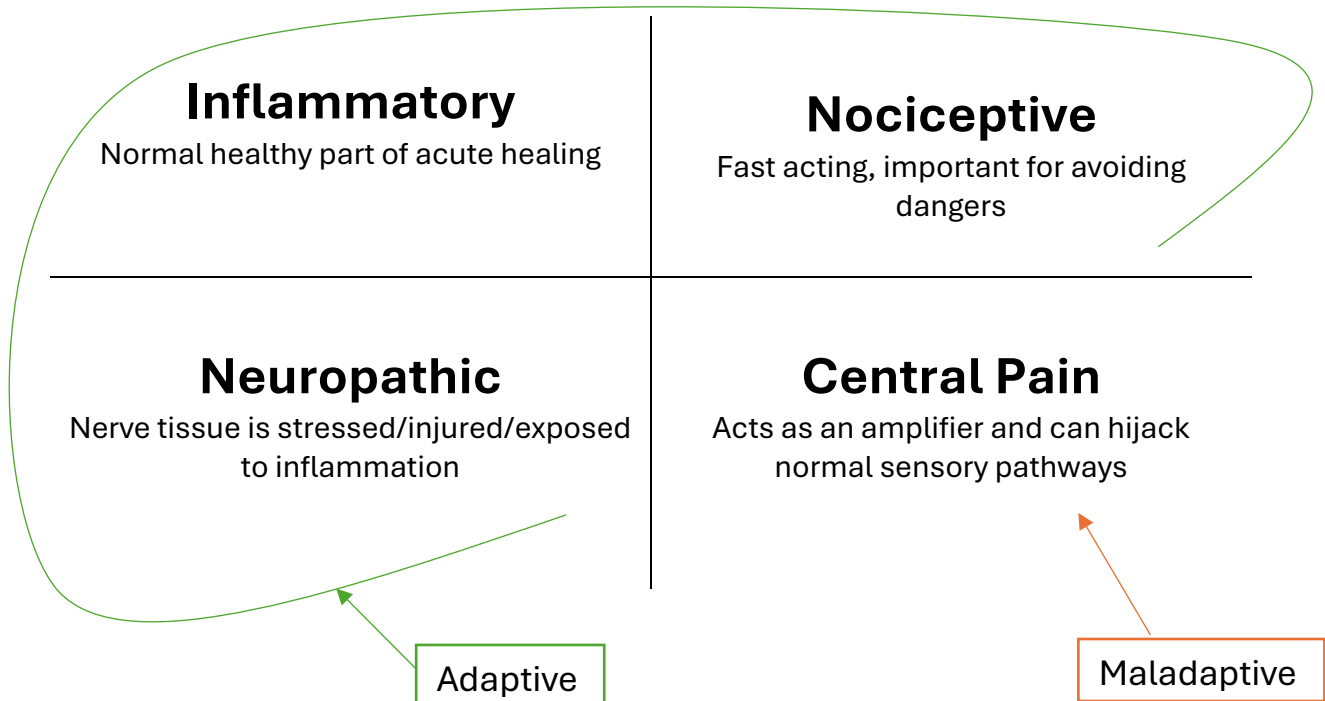 Inflammatory
Normal healthy part of acute healing
Nociceptive
Fast acting, important for avoiding
dangers
Neuropathic
Nerve tissue is stressed/injured/exposed
to inflammation
Central Pain
Acts as an amplifier and can hijack
normal sensory pathways
Adaptive
Maladaptive